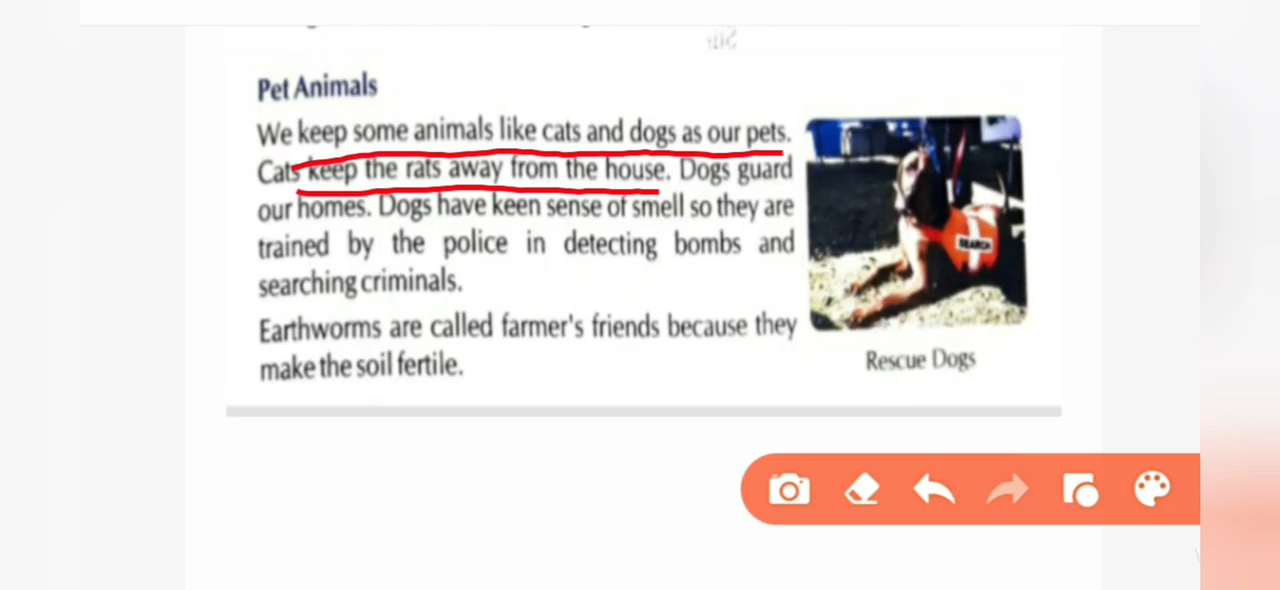 Pet Animals
We keep some animals like cats and dogs as our pets.
Cats keep the rats away from the house. Dogs guard
our homes. Dogs have keen sense of smell so they are
trained by the police in detecting bombs and
searching criminals.
SEARCH
Earthworms are called farmer's friends because they
make the soil fertile.
Rescue Dogs